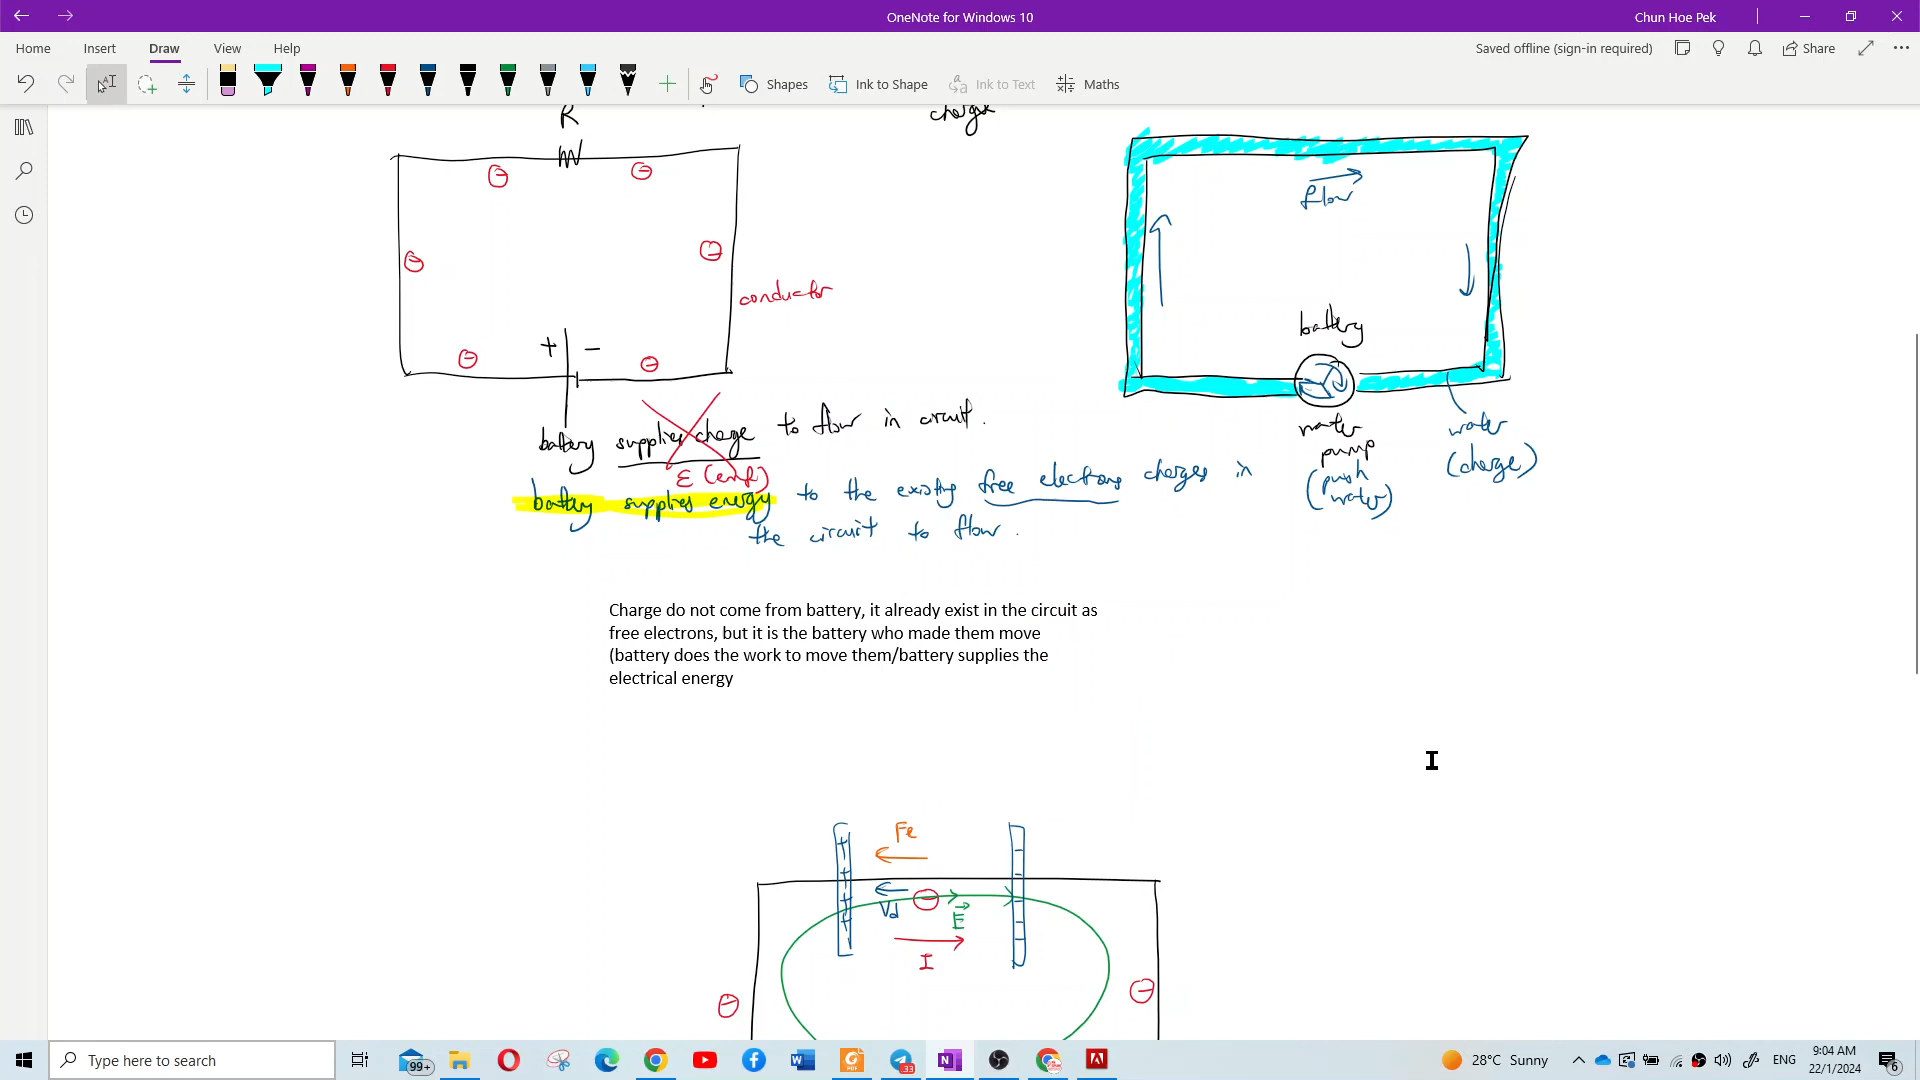 OneNote for Windows 10
Chun Hoe Pek
Home Insert Draw View Help
Saved offline (sign-in required)
Share
Shapes
Ink to Shape
Ink to Text
Maths
R
charge
flow
conductor
+ −
battery
battery supplies charge to flow in circuit.
water
pump
(push
water)
water
(charge)
ε (emf)
battery supplies energy to the existing free electrons charges in
the circuit to flow.
Charge do not come from battery, it already exist in the circuit as
free electrons, but it is the battery who made them move
(battery does the work to move them/battery supplies the
electrical energy
Fe
Vd
E
I
Type here to search
99+
33
28°C Sunny
ENG
9:04 AM
22/1/2024
6